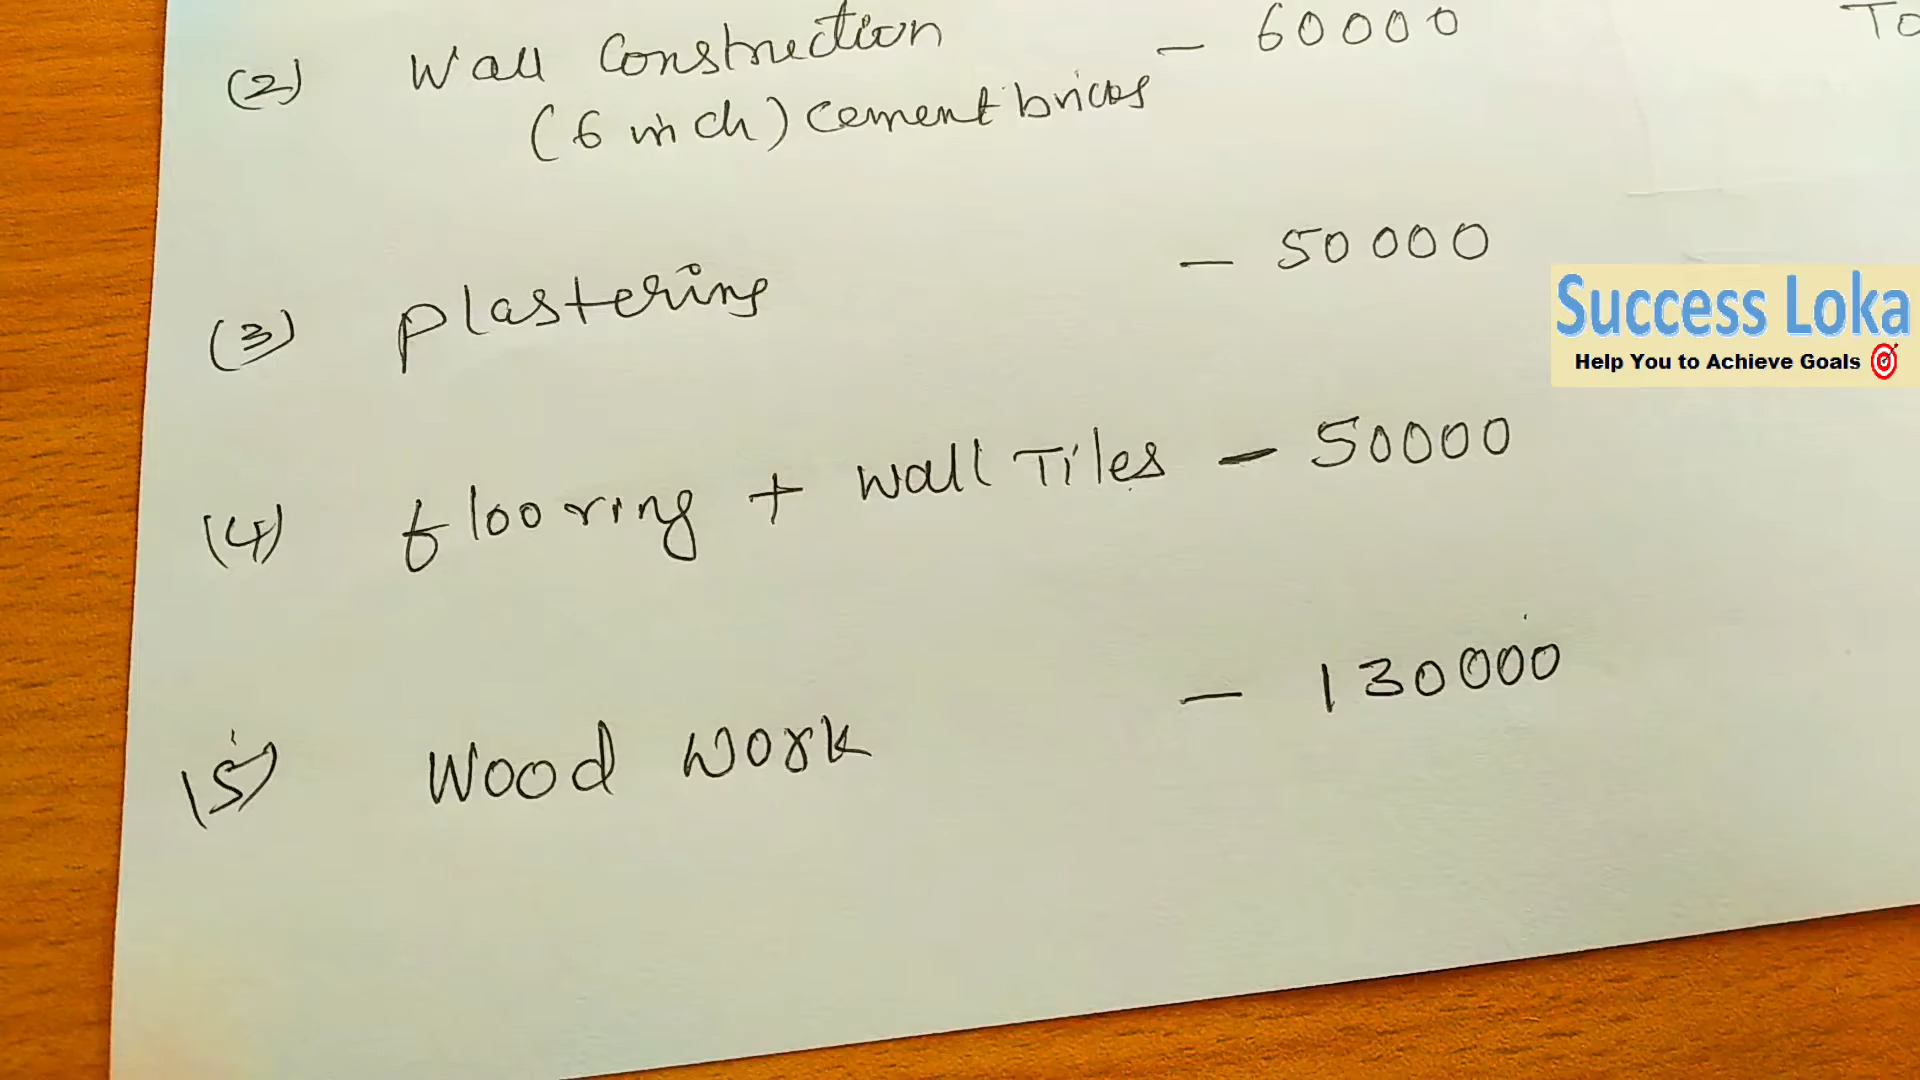 (2) Wall Construction - 60000
To
(6 inch) cement bricks
(3) Plastering - 50000
Success Loka
Help You to Achieve Goals
(4) flooring + Wall Tiles - 50000
(5) Wood Work - 130000